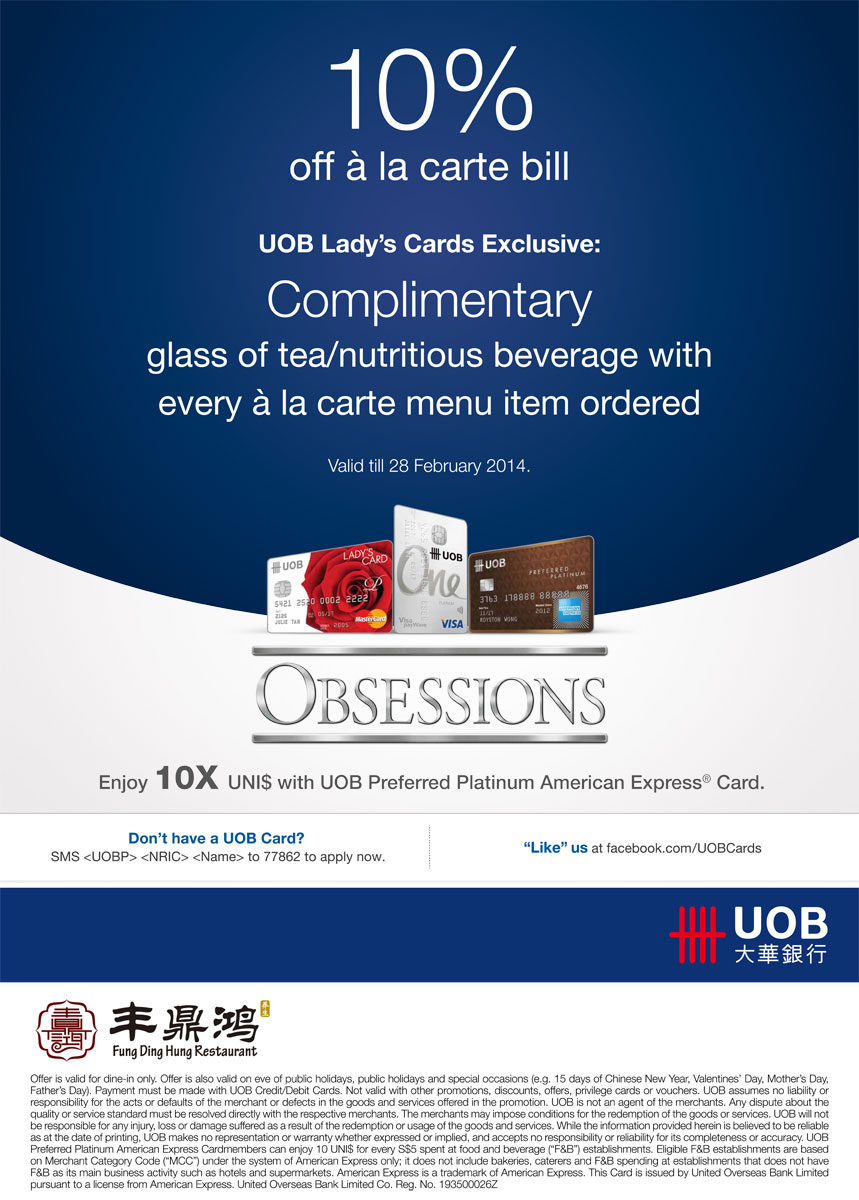 10%
off à la carte bill
UOB Lady's Cards Exclusive:
Complimentary
glass of tea/nutritious beverage with
every à la carte menu item ordered
Valid till 28 February 2014.
UOB
LADY'S
CARD
P
5421 2520 0002 2222
JULIE TAN
MasterCard
UOB
One
Visa
payWave
VISA
UOB
PREFERRED
PLATINUM
4676
3763 178888 88888
11/17
2012
ROYSTON WONG
OBSESSIONS
Enjoy 10X UNI$ with UOB Preferred Platinum American Express® Card.
Don't have a UOB Card?
SMS <UOBP> <NRIC> <Name> to 77862 to apply now.
"Like" us at facebook.com/UOBCards
UOB
大華銀行
丰鼎鸿
养生
Fung Ding Hung Restaurant
Offer is valid for dine-in only. Offer is also valid on eve of public holidays, public holidays and special occasions (e.g. 15 days of Chinese New Year, Valentines' Day, Mother's Day,
Father's Day). Payment must be made with UOB Credit/Debit Cards. Not valid with other promotions, discounts, offers, privilege cards or vouchers. UOB assumes no liability or
responsibility for the acts or defaults of the merchant or defects in the goods and services offered in the promotion. UOB is not an agent of the merchants. Any dispute about the
quality or service standard must be resolved directly with the respective merchants. The merchants may impose conditions for the redemption of the goods or services. UOB will not
be responsible for any injury, loss or damage suffered as a result of the redemption or usage of the goods and services. While the information provided herein is believed to be reliable
as at the date of printing, UOB makes no representation or warranty whether expressed or implied, and accepts no responsibility or reliability for its completeness or accuracy. UOB
Preferred Platinum American Express Cardmembers can enjoy 10 UNI$ for every S$5 spent at food and beverage ("F&B") establishments. Eligible F&B establishments are based
on Merchant Category Code ("MCC") under the system of American Express only; it does not include bakeries, caterers and F&B spending at establishments that does not have
F&B as its main business activity such as hotels and supermarkets. American Express is a trademark of American Express. This Card is issued by United Overseas Bank Limited
pursuant to a license from American Express. United Overseas Bank Limited Co. Reg. No. 193500026Z